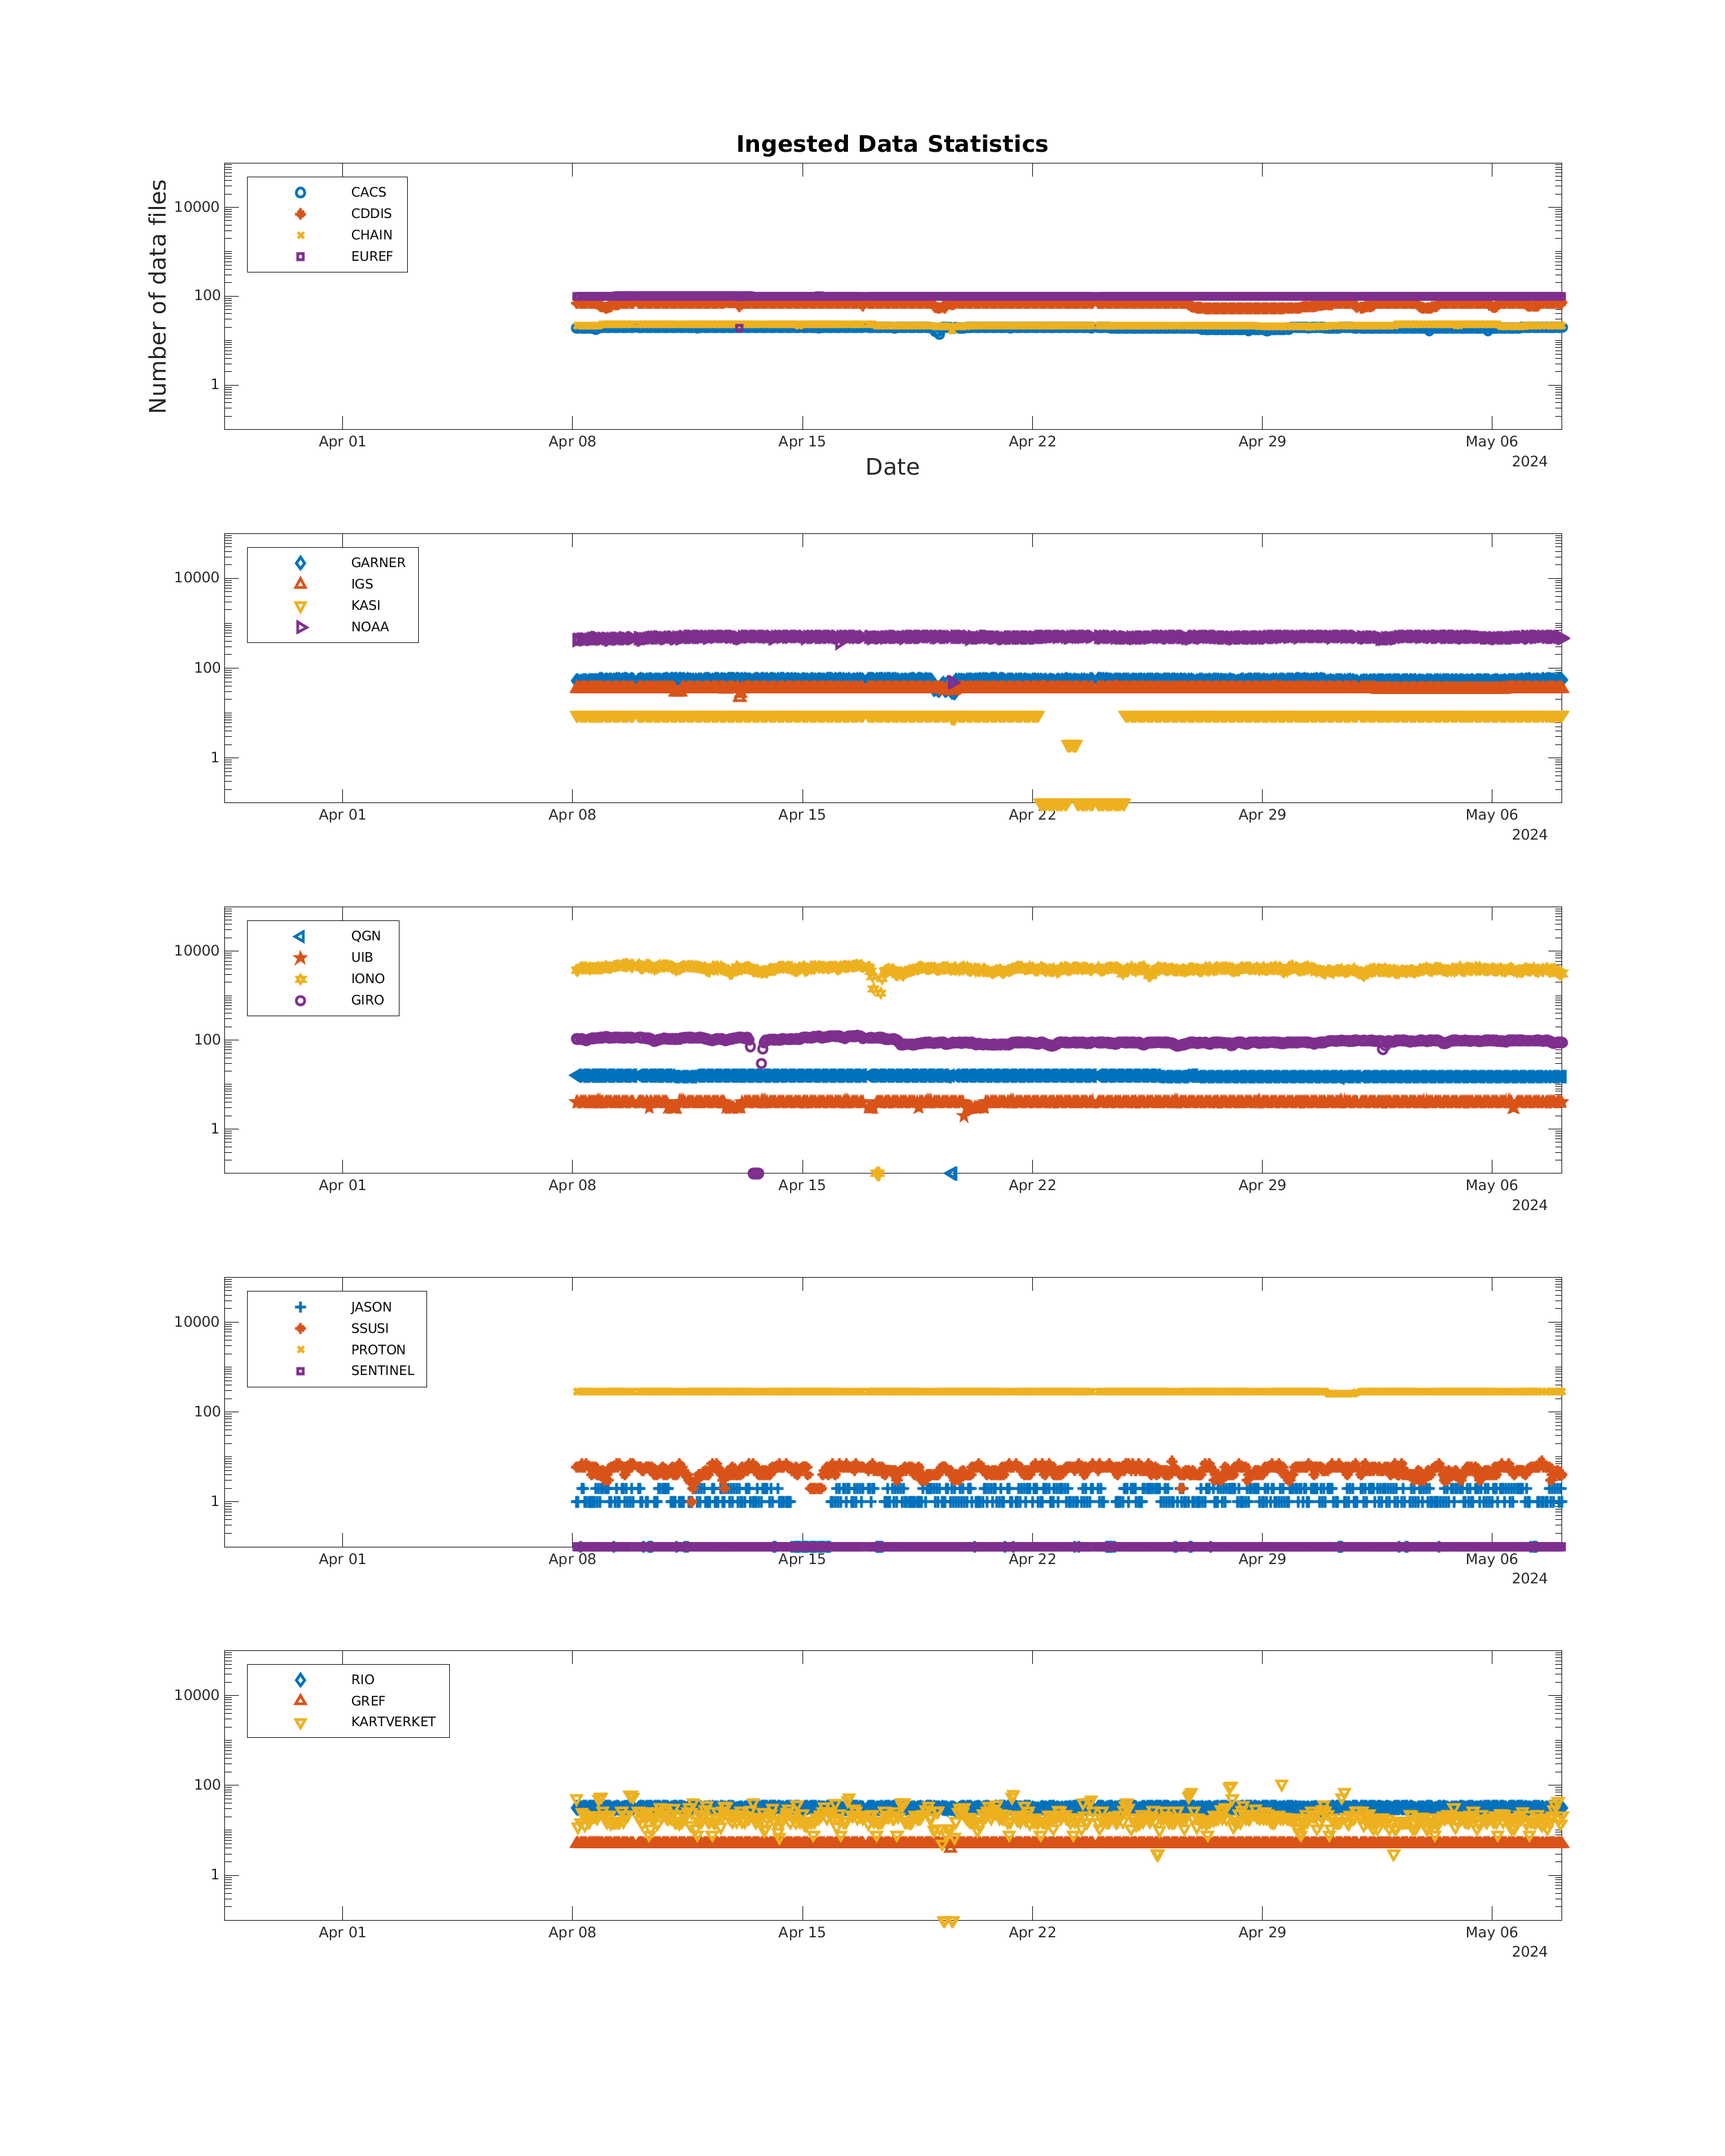 Ingested Data Statistics
Number of data files
CACS
CDDIS
CHAIN
EUREF
10000
100
1
Apr 01 Apr 08 Apr 15 Apr 22 Apr 29 May 06
2024
Date
GARNER
IGS
KASI
NOAA
10000
100
1
Apr 01 Apr 08 Apr 15 Apr 22 Apr 29 May 06
2024
QGN
UIB
IONO
GIRO
10000
100
1
Apr 01 Apr 08 Apr 15 Apr 22 Apr 29 May 06
2024
JASON
SSUSI
PROTON
SENTINEL
10000
100
1
Apr 01 Apr 08 Apr 15 Apr 22 Apr 29 May 06
2024
RIO
GREF
KARTVERKET
10000
100
1
Apr 01 Apr 08 Apr 15 Apr 22 Apr 29 May 06
2024